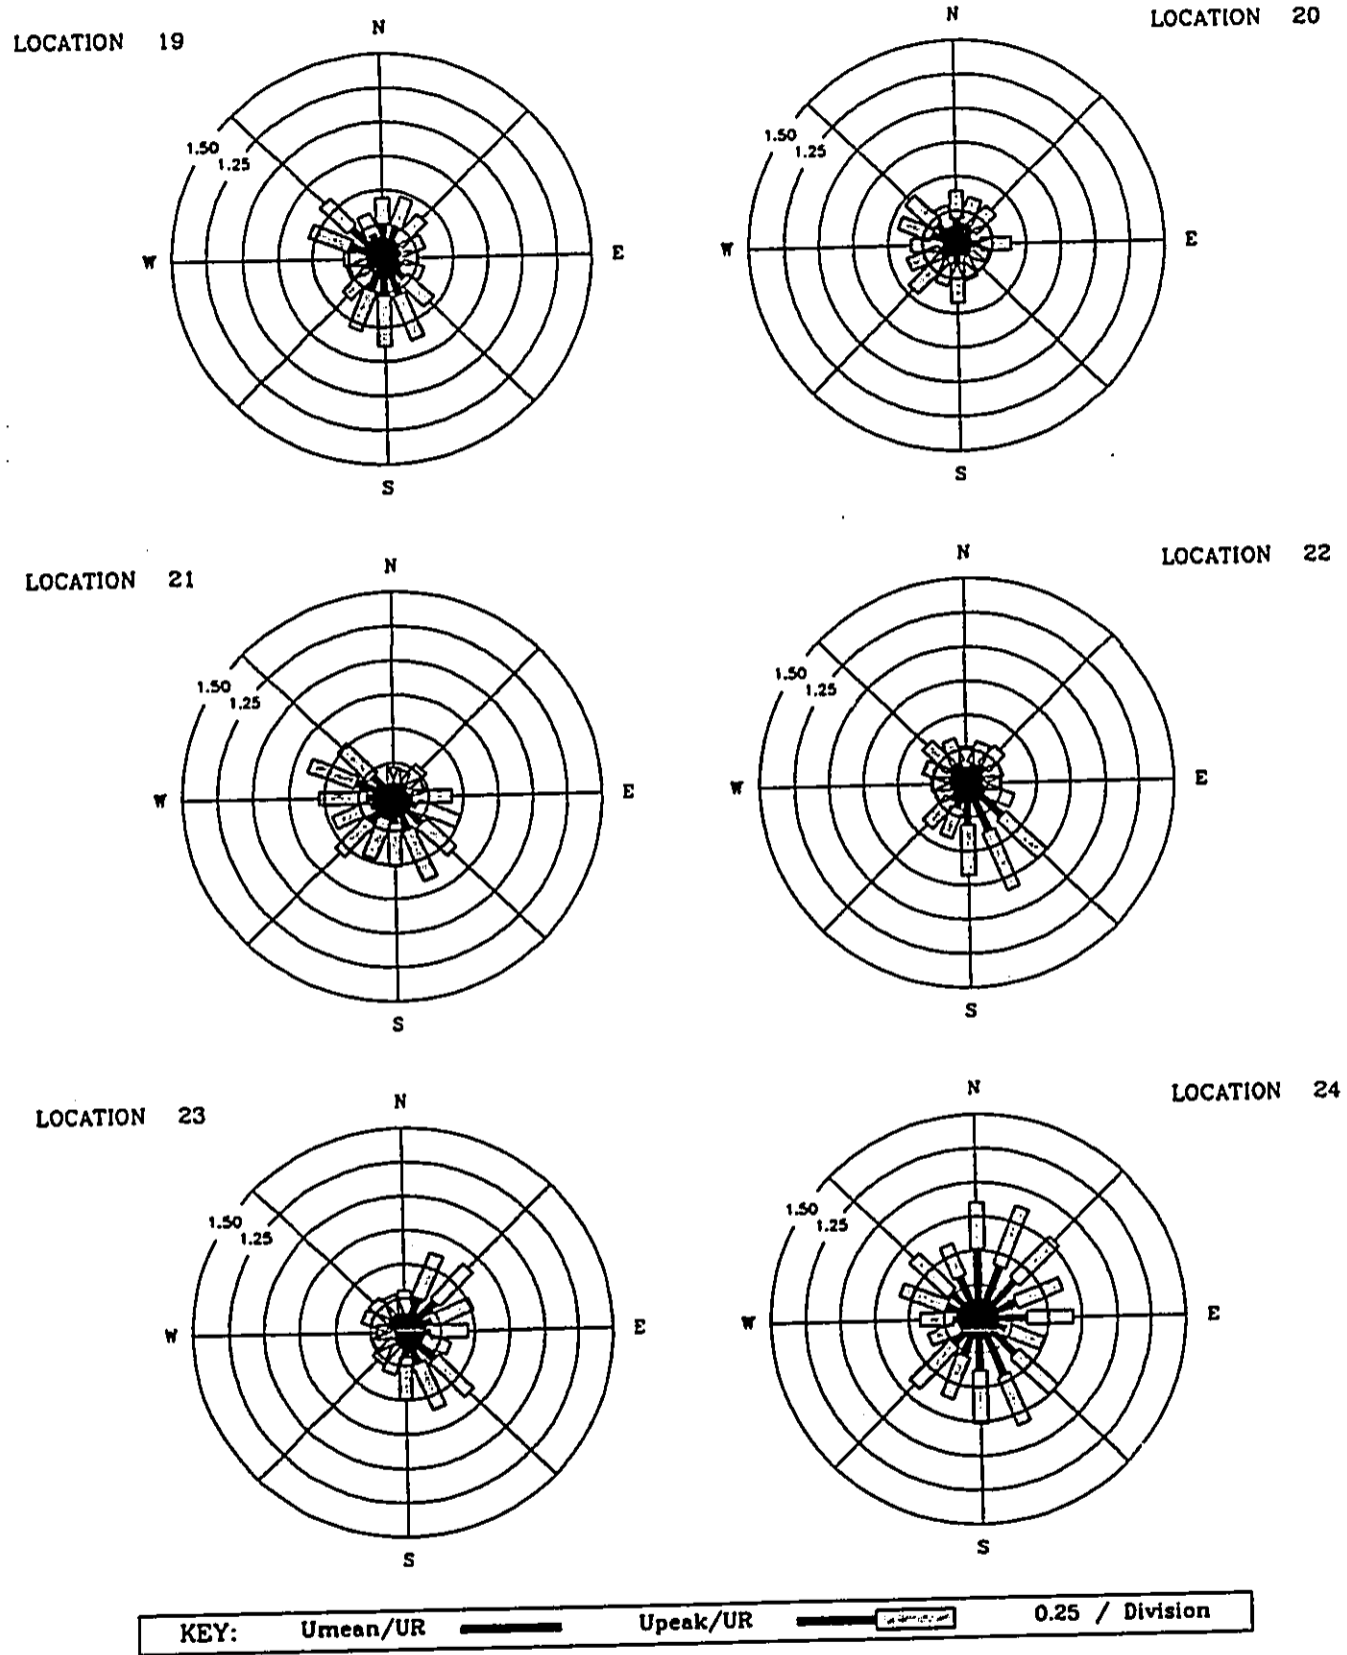 LOCATION 19
N
1.50
1.25
W
E
S
LOCATION 20
N
1.50
1.25
W
E
S
LOCATION 21
N
1.50
1.25
W
E
S
LOCATION 22
N
1.50
1.25
W
E
S
LOCATION 23
N
1.50
1.25
W
E
S
LOCATION 24
N
1.50
1.25
W
E
S
KEY: Umean/UR Upeak/UR 0.25 / Division